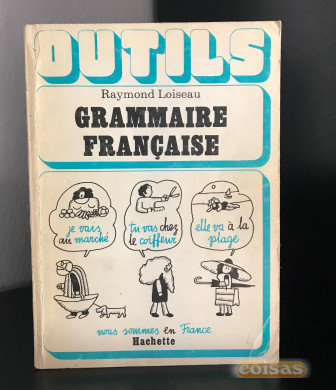 OUTILS
Raymond Loiseau
GRAMMAIRE
FRANÇAISE
je vais
au marché
tu vas chez
le coiffeur
elle va à la
plage
nous sommes en France
Hachette
coisas